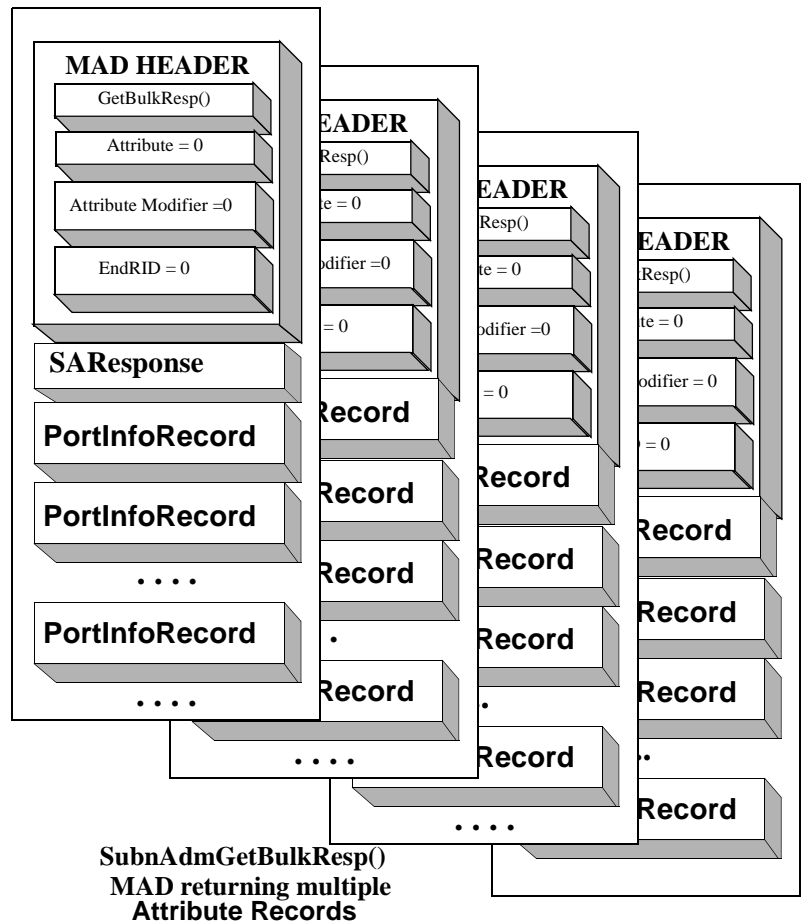 MAD HEADER
GetBulkResp()
Attribute = 0
Attribute Modifier =0
EndRID = 0
SAResponse
PortInfoRecord
PortInfoRecord
. . . .
PortInfoRecord
. . . .
EADER
Resp()
te = 0
odifier =0
= 0
Record
Record
Record
.
Record
. . . .
EADER
Resp()
te = 0
odifier =0
= 0
Record
Record
Record
..
Record
. . . .
EADER
kResp()
ute = 0
odifier = 0
= 0
Record
Record
Record
..
Record
SubnAdmGetBulkResp()
MAD returning multiple
Attribute Records